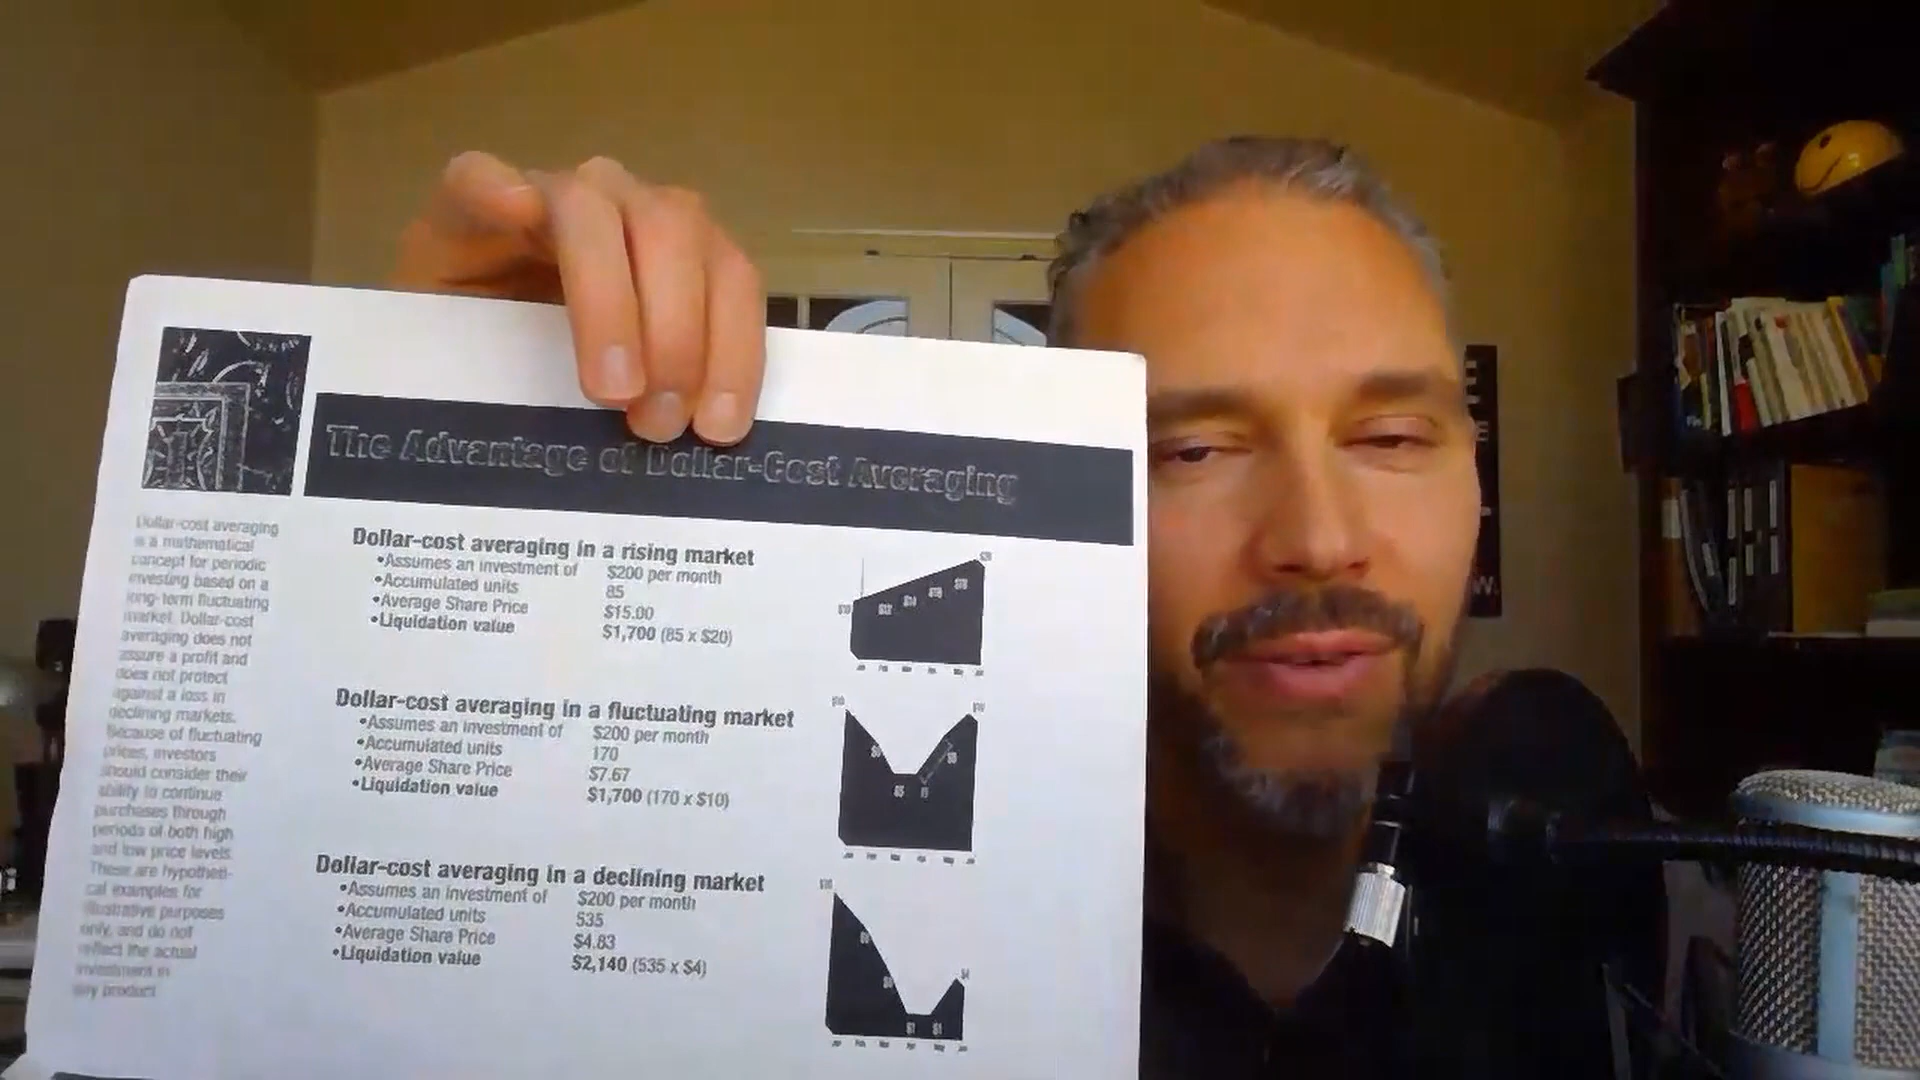 The Advantage of Dollar-Cost Averaging
Dollar-cost averaging
is a mathematical
concept for periodic
investing based on a
long-term fluctuating
market. Dollar-cost
averaging does not
assure a profit and
does not protect
against a loss in
declining markets.
Because of fluctuating
prices, investors
should consider their
ability to continue
purchases through
periods of both high
and low price levels.
These are hypotheti-
cal examples for
illustrative purposes
only, and do not
reflect the actual
investment in
any product
Dollar-cost averaging in a rising market
•Assumes an investment of $200 per month
•Accumulated units 85
•Average Share Price $15.00
•Liquidation value $1,700 (85 x $20)
Dollar-cost averaging in a fluctuating market
•Assumes an investment of $200 per month
•Accumulated units 170
•Average Share Price $7.67
•Liquidation value $1,700 (170 x $10)
Dollar-cost averaging in a declining market
•Assumes an investment of $200 per month
•Accumulated units 535
•Average Share Price $4.83
•Liquidation value $2,140 (535 x $4)